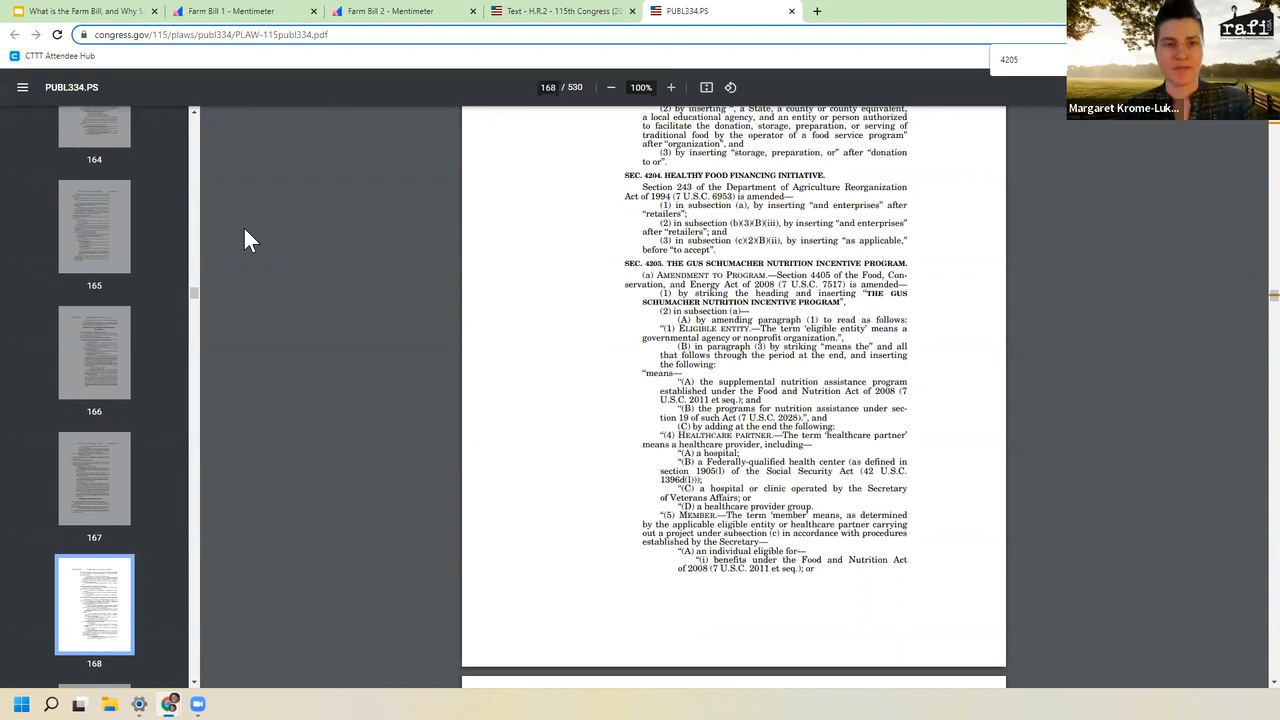 What is the Farm Bill, and Why S
Farm Bill 1 - Mentimeter
Farm Bill 2 - Mentimeter
Text - H.R.2 - 115th Congress (20
PUBL334.PS
congress.gov/115/plaws/publ334/PLAW-115publ334.pdf
CTTT Attendee Hub
4205
rafi
USA
Margaret Krome-Luk...
PUBL334.PS
168 / 530
100%
164
165
166
167
168
(2) by inserting ", a State, a county or county equivalent,
a local educational agency, and an entity or person authorized
to facilitate the donation, storage, preparation, or serving of
traditional food by the operator of a food service program"
after "organization"; and
(3) by inserting "storage, preparation, or" after "donation
to or".
SEC. 4204. HEALTHY FOOD FINANCING INITIATIVE.
Section 243 of the Department of Agriculture Reorganization
Act of 1994 (7 U.S.C. 6953) is amended—
(1) in subsection (a), by inserting "and enterprises" after
"retailers";
(2) in subsection (b)(3)(B)(iii), by inserting "and enterprises"
after "retailers"; and
(3) in subsection (c)(2)(B)(ii), by inserting "as applicable,"
before "to accept".
SEC. 4205. THE GUS SCHUMACHER NUTRITION INCENTIVE PROGRAM.
(a) AMENDMENT TO PROGRAM.—Section 4405 of the Food, Con-
servation, and Energy Act of 2008 (7 U.S.C. 7517) is amended—
(1) by striking the heading and inserting "THE GUS
SCHUMACHER NUTRITION INCENTIVE PROGRAM";
(2) in subsection (a)—
(A) by amending paragraph (1) to read as follows:
"(1) ELIGIBLE ENTITY.—The term 'eligible entity' means a
governmental agency or nonprofit organization.";
(B) in paragraph (3) by striking "means the" and all
that follows through the period at the end, and inserting
the following:
"means—
"(A) the supplemental nutrition assistance program
established under the Food and Nutrition Act of 2008 (7
U.S.C. 2011 et seq.); and
"(B) the programs for nutrition assistance under sec-
tion 19 of such Act (7 U.S.C. 2028)."; and
(C) by adding at the end the following:
"(4) HEALTHCARE PARTNER.—The term 'healthcare partner'
means a healthcare provider, including—
"(A) a hospital;
"(B) a Federally-qualified health center (as defined in
section 1905(l) of the Social Security Act (42 U.S.C.
1396d(l)));
"(C) a hospital or clinic operated by the Secretary
of Veterans Affairs; or
"(D) a healthcare provider group.
"(5) MEMBER.—The term 'member' means, as determined
by the applicable eligible entity or healthcare partner carrying
out a project under subsection (c) in accordance with procedures
established by the Secretary—
"(A) an individual eligible for—
"(i) benefits under the Food and Nutrition Act
of 2008 (7 U.S.C. 2011 et seq.); or